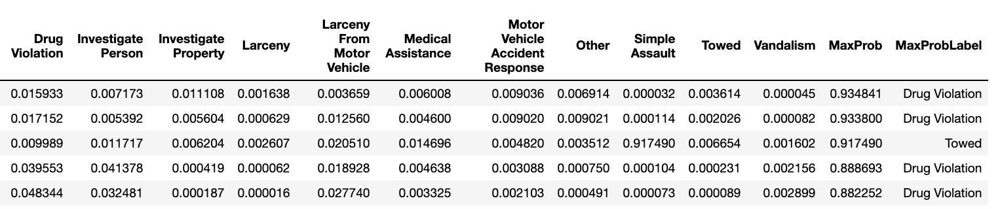 Drug Violation Investigate Person Investigate Property Larceny Larceny From Motor Vehicle Medical Assistance Motor Vehicle Accident Response Other Simple Assault Towed Vandalism MaxProb MaxProbLabel
0.015933 0.007173 0.011108 0.001638 0.003659 0.006008 0.009036 0.006914 0.000032 0.003614 0.000045 0.934841 Drug Violation
0.017152 0.005392 0.005604 0.000629 0.012560 0.004600 0.009020 0.009021 0.000114 0.002026 0.000082 0.933800 Drug Violation
0.009989 0.011717 0.006204 0.002607 0.020510 0.014696 0.004820 0.003512 0.917490 0.006654 0.001602 0.917490 Towed
0.039553 0.041378 0.000419 0.000062 0.018928 0.004638 0.003088 0.000750 0.000104 0.000231 0.002156 0.888693 Drug Violation
0.048344 0.032481 0.000187 0.000016 0.027740 0.003325 0.002103 0.000491 0.000073 0.000089 0.002899 0.882252 Drug Violation